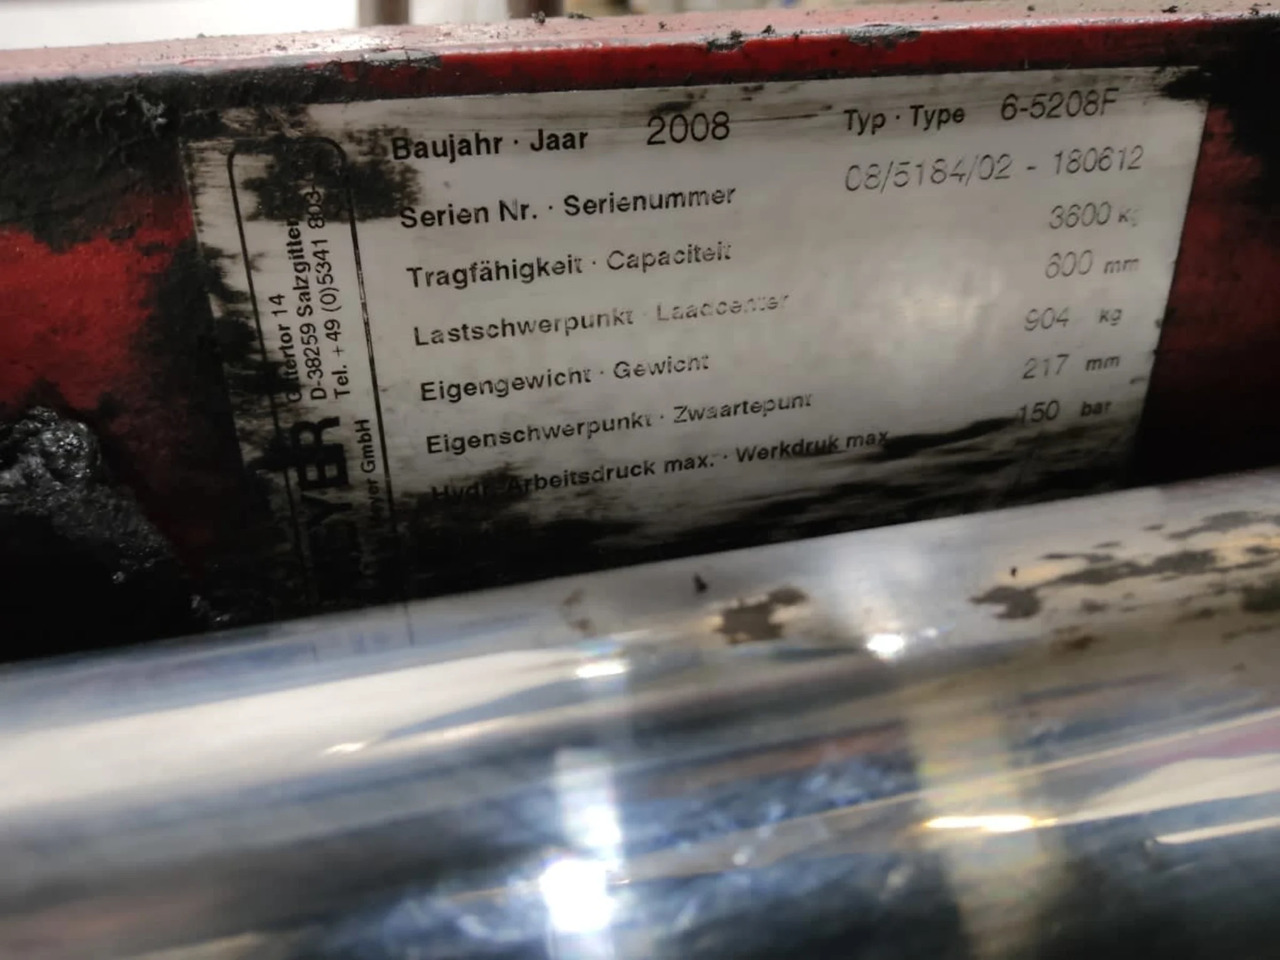 Baujahr · Jaar 2008 Typ · Type 6-5208F
Serien Nr. · Serienummer 08/5184/02 - 180612
Tragfähigkeit · Capaciteit 3600 kg
Lastschwerpunkt · Laadcenter 600 mm
Eigengewicht · Gewicht 904 kg
Eigenschwerpunkt · Zwaartepunt 217 mm
Hydr. Arbeitsdruck max. · Werkdruk max 150 bar
14
D-38259 Salzgitter
Tel. +49 (0)5341 803-
GmbH